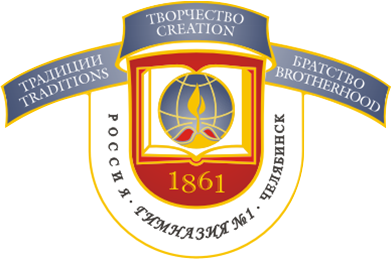 ТРАДИЦИИ
TRADITIONS
ТВОРЧЕСТВО
CREATION
БРАТСТВО
BROTHERHOOD
1861
РОССИЯ · ГИМНАЗИЯ №1 · ЧЕЛЯБИНСК